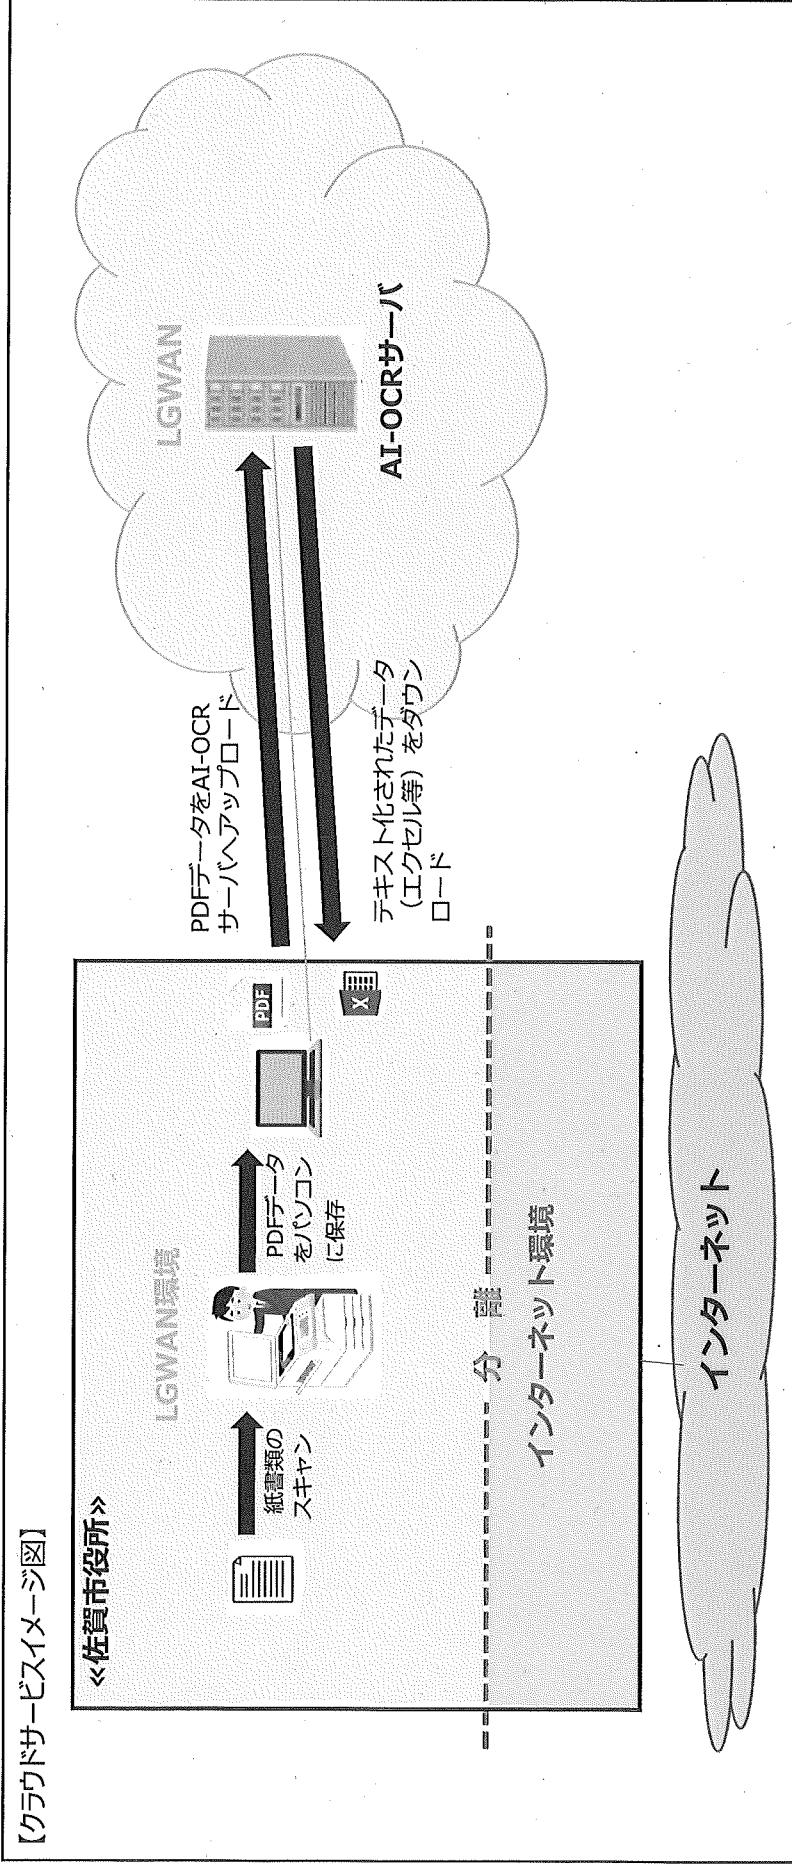 【クラウドサービスイメージ図】
≪佐賀市役所≫
LGWAN環境
紙書類の
スキャン
PDFデータ
をパソコン
に保存
PDF
X
PDFデータをAI-OCR
サーバへアップロード
テキスト化されたデータ
（エクセル等）をダウン
ロード
LGWAN
AI-OCRサーバ
分　離
インターネット環境
インターネット